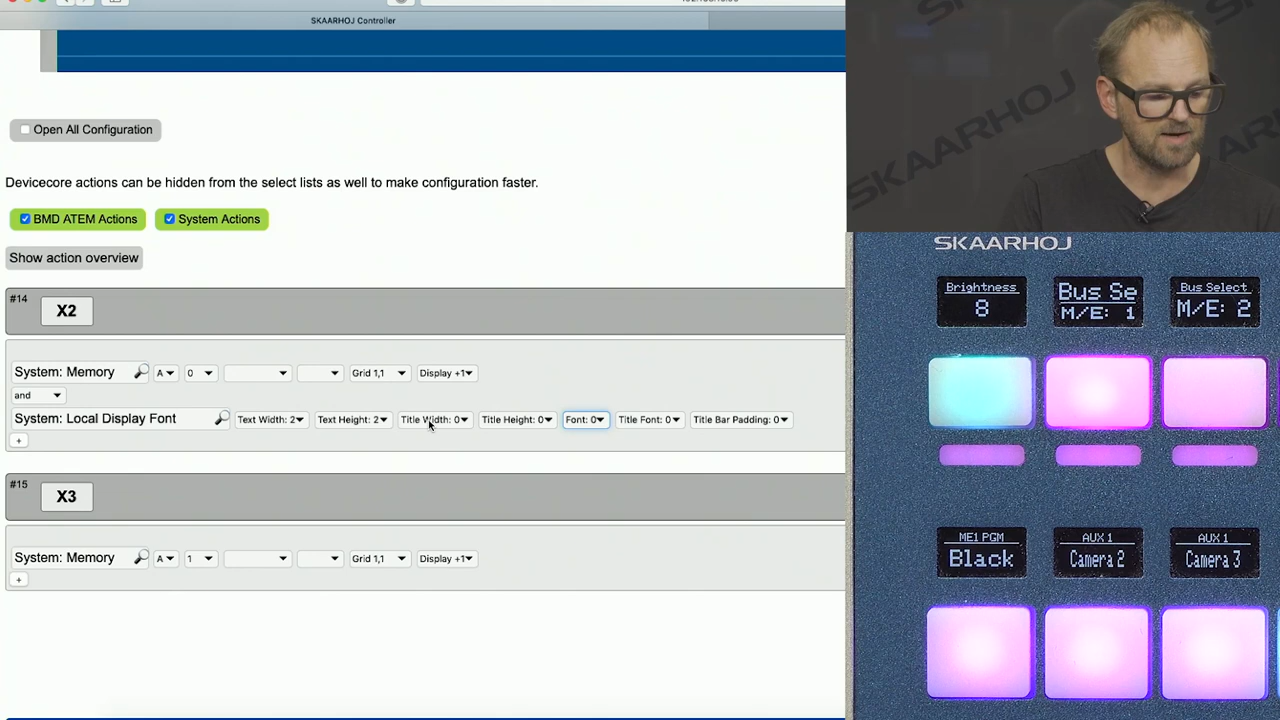 SKAARHOJ Controller
Open All Configuration
Devicecore actions can be hidden from the select lists as well to make configuration faster.
BMD ATEM Actions
System Actions
Show action overview
#14
X2
System: Memory
A
0
Grid 1,1
Display +1
and
System: Local Display Font
Text Width: 2
Text Height: 2
Title Width: 0
Title Height: 0
Font: 0
Title Font: 0
Title Bar Padding: 0
+
#15
X3
System: Memory
A
1
Grid 1,1
Display +1
+
SKAARHOJ
SKAARHOJ
Brightness
8
Bus Se
M/E: 1
Bus Select
M/E: 2
ME1 PGM
Black
AUX 1
Camera 2
AUX 1
Camera 3